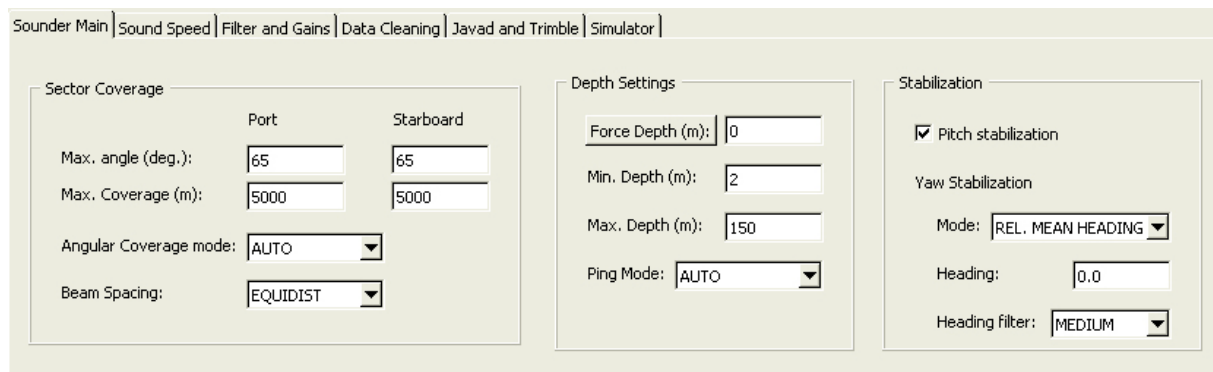 Sounder Main Sound Speed Filter and Gains Data Cleaning Javad and Trimble Simulator
Sector Coverage
Port Starboard
Max. angle (deg.): 65 65
Max. Coverage (m): 5000 5000
Angular Coverage mode: AUTO
Beam Spacing: EQUIDIST
Depth Settings
Force Depth (m): 0
Min. Depth (m): 2
Max. Depth (m): 150
Ping Mode: AUTO
Stabilization
Pitch stabilization
Yaw Stabilization
Mode: REL. MEAN HEADING
Heading: 0.0
Heading filter: MEDIUM